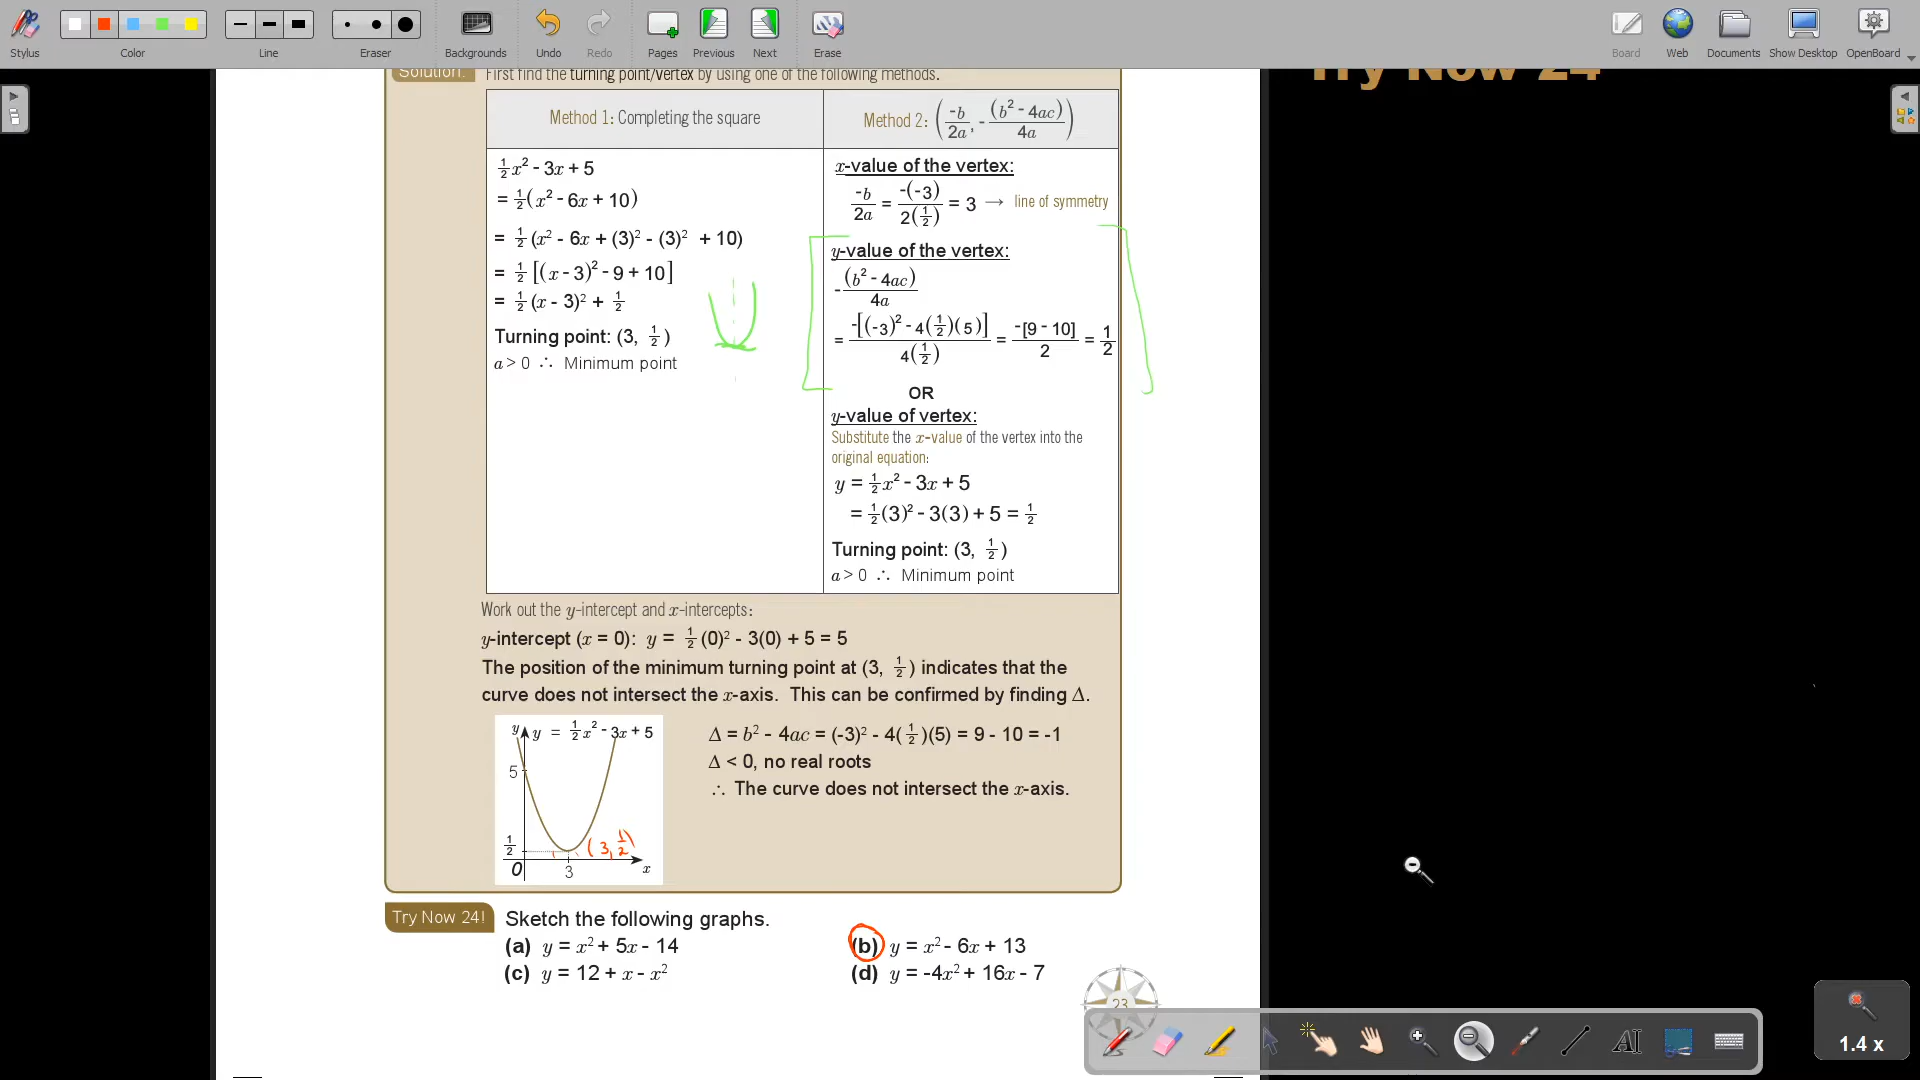 Stylus Color Line Eraser Backgrounds Undo Redo Pages Previous Next Erase Board Web Documents Show Desktop OpenBoard
Solution: First find the turning point/vertex by using one of the following methods.
Try Now 24
Method 1: Completing the square
½x² - 3x + 5
= ½(x² - 6x + 10)
= ½ (x² - 6x + (3)² - (3)² + 10)
= ½ [(x - 3)² - 9 + 10]
= ½ (x - 3)² + ½
Turning point: (3, ½)
a > 0 ∴ Minimum point
Method 2: (-b/2a, -(b² - 4ac)/4a)
x-value of the vertex:
-b/2a = -(-3)/2(½) = 3 → line of symmetry
y-value of the vertex:
-(b² - 4ac)/4a
= -[(-3)² - 4(½)(5)]/4(½) = -[9 - 10]/2 = 1/2
OR
y-value of vertex:
Substitute the x-value of the vertex into the
original equation:
y = ½x² - 3x + 5
= ½(3)² - 3(3) + 5 = ½
Turning point: (3, ½)
a > 0 ∴ Minimum point
Work out the y-intercept and x-intercepts:
y-intercept (x = 0): y = ½ (0)² - 3(0) + 5 = 5
The position of the minimum turning point at (3, ½) indicates that the
curve does not intersect the x-axis. This can be confirmed by finding Δ.
y y = ½x² - 3x + 5
5
½ (3, ½)
0 3 x
Δ = b² - 4ac = (-3)² - 4(½)(5) = 9 - 10 = -1
Δ < 0, no real roots
∴ The curve does not intersect the x-axis.
Try Now 24! Sketch the following graphs.
(a) y = x² + 5x - 14 (b) y = x² - 6x + 13
(c) y = 12 + x - x² (d) y = -4x² + 16x - 7
23
1.4 x